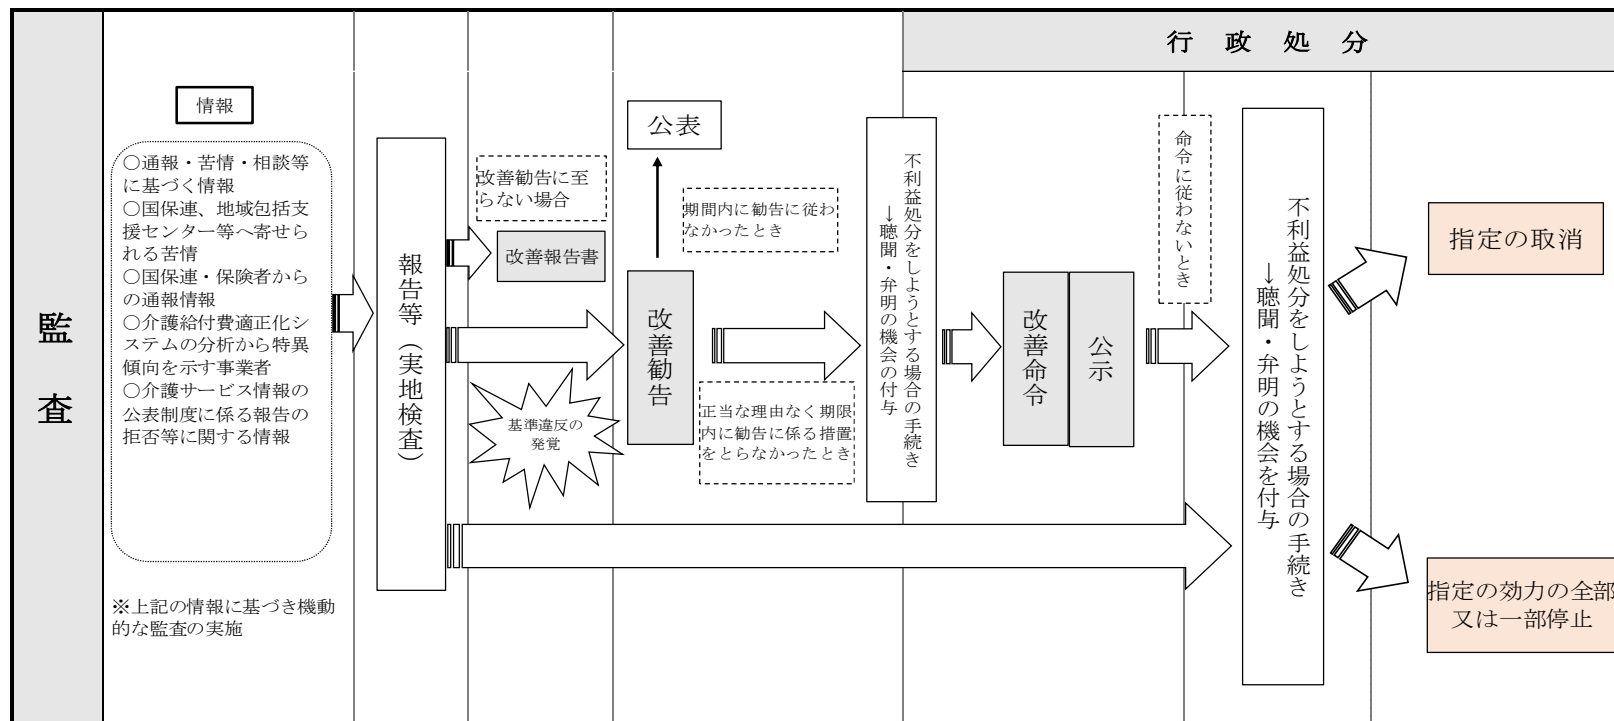 監査
情報
○通報・苦情・相談等
に基づく情報
○国保連、地域包括支
援センター等へ寄せら
れる苦情
○国保連・保険者から
の通報情報
○介護給付費適正化シ
ステムの分析から特異
傾向を示す事業者
○介護サービス情報の
公表制度に係る報告の
拒否等に関する情報
※上記の情報に基づき機動
的な監査の実施
報告等（実地検査）
改善勧告に至
らない場合
改善報告書
基準違反の
発覚
公表
期間内に勧告に従わ
なかったとき
改善勧告
正当な理由なく期限
内に勧告に係る措置
をとらなかったとき
不利益処分をしようとする場合の手続き
→聴聞・弁明の機会の付与
行政処分
改善命令
公示
命令に従わないとき
不利益処分をしようとする場合の手続き
→聴聞・弁明の機会を付与
指定の取消
指定の効力の全部
又は一部停止